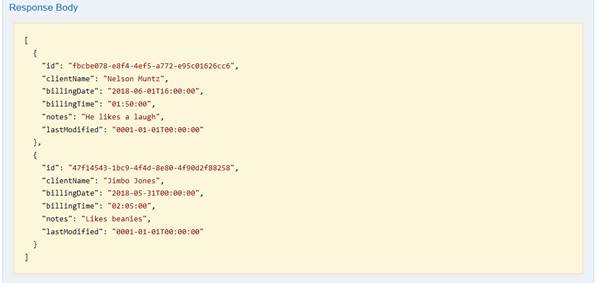 Response Body
[
  {
    "id": "fbcbe078-e8f4-4ef5-a772-e95c01626cc6",
    "clientName": "Nelson Muntz",
    "billingDate": "2018-06-01T16:00:00",
    "billingTime": "01:50:00",
    "notes": "He likes a laugh",
    "lastModified": "0001-01-01T00:00:00"
  },
  {
    "id": "47f14543-1bc9-4f4d-8e80-4f90d2f88258",
    "clientName": "Jimbo Jones",
    "billingDate": "2018-05-31T00:00:00",
    "billingTime": "02:05:00",
    "notes": "Likes beanies",
    "lastModified": "0001-01-01T00:00:00"
  }
]